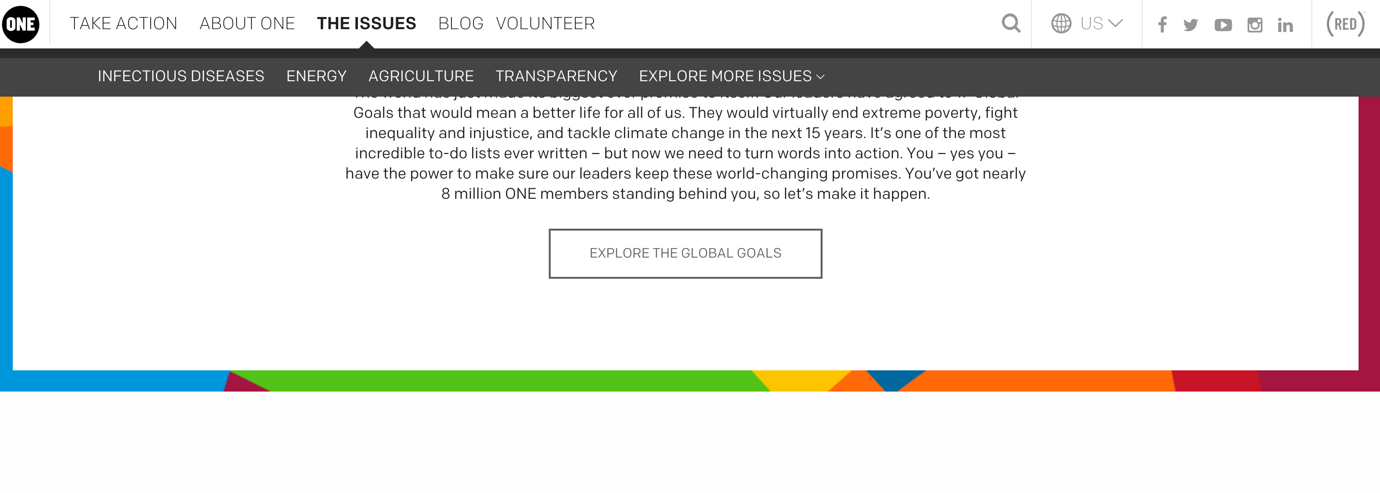 ONE TAKE ACTION ABOUT ONE THE ISSUES BLOG VOLUNTEER US (RED)
INFECTIOUS DISEASES ENERGY AGRICULTURE TRANSPARENCY EXPLORE MORE ISSUES
Goals that would mean a better life for all of us. They would virtually end extreme poverty, fight
inequality and injustice, and tackle climate change in the next 15 years. It’s one of the most
incredible to-do lists ever written – but now we need to turn words into action. You – yes you –
have the power to make sure our leaders keep these world-changing promises. You’ve got nearly
8 million ONE members standing behind you, so let’s make it happen.
EXPLORE THE GLOBAL GOALS